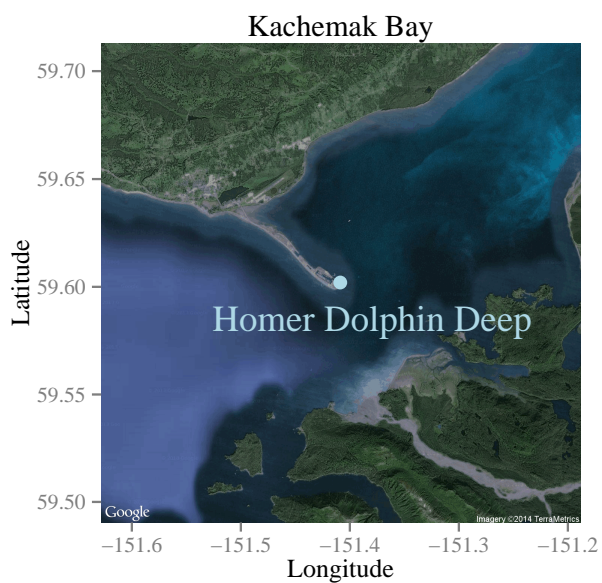 Kachemak Bay
59.70
59.65
59.60
59.55
59.50
Latitude
Homer Dolphin Deep
Google
Imagery ©2014 TerraMetrics
−151.6
−151.5
−151.4
−151.3
−151.2
Longitude